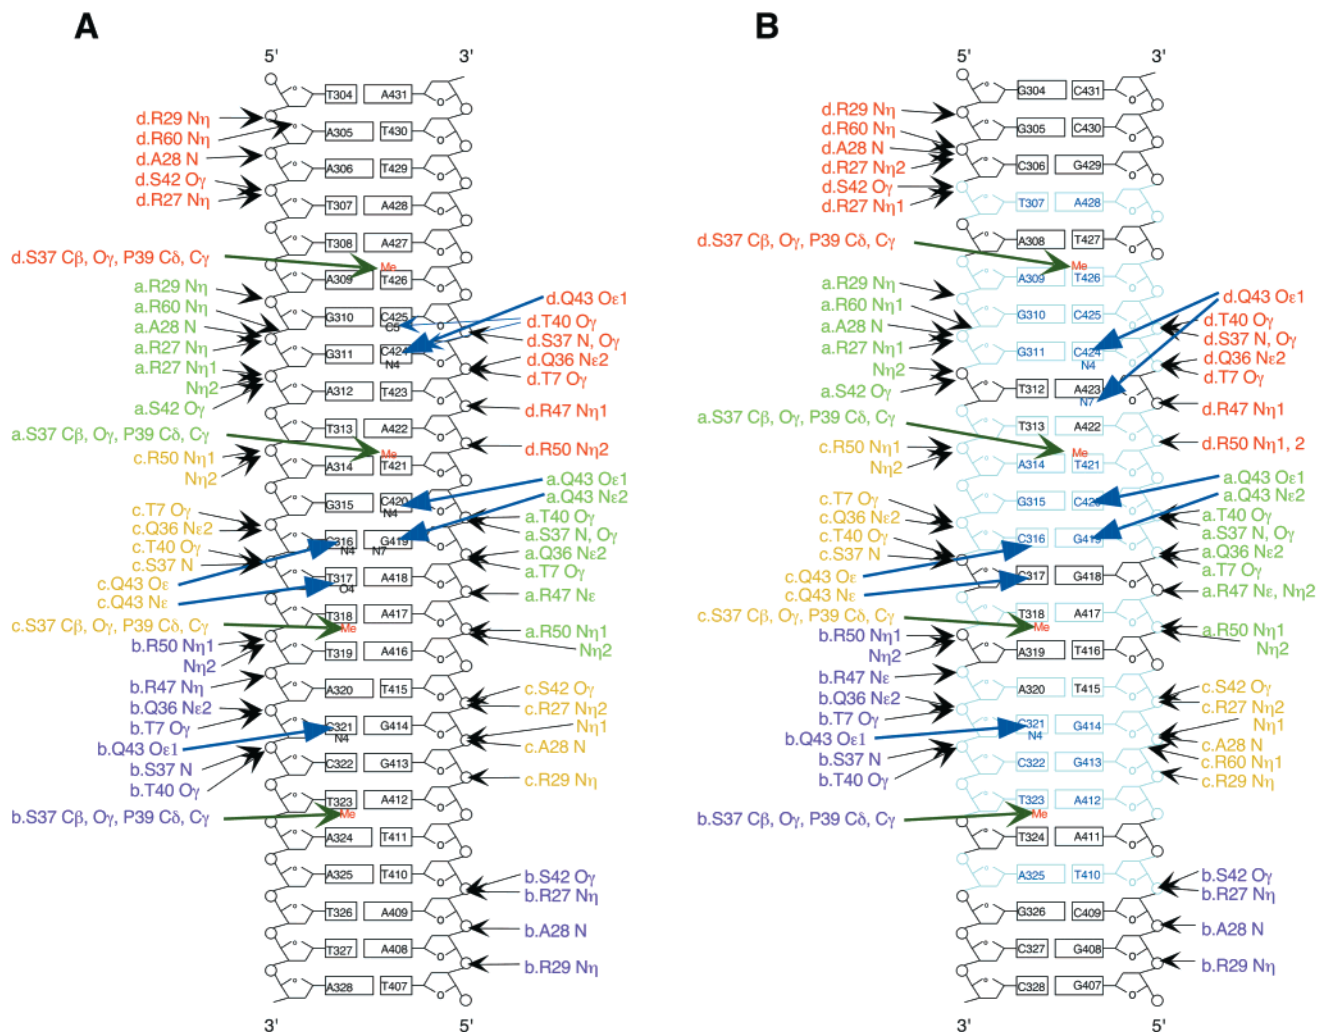 A
5'
3'
T304 A431
d.R29 Nη
d.R60 Nη
A305 T430
d.A28 N
A306 T429
d.S42 Oγ
d.R27 Nη
T307 A428
T308 A427
d.S37 Cβ, Oγ, P39 Cδ, Cγ
Me
A309 T426
a.R29 Nη
a.R60 Nη
d.Q43 Oε1
G310 C425
C5
d.T40 Oγ
a.A28 N
d.S37 N, Oγ
a.R27 Nη
G311 C424
N4
d.Q36 Nε2
a.R27 Nη1
d.T7 Oγ
Nη2
A312 T423
a.S42 Oγ
d.R47 Nη1
T313 A422
a.S37 Cβ, Oγ, P39 Cδ, Cγ
d.R50 Nη2
Me
c.R50 Nη1
A314 T421
Nη2
a.Q43 Oε1
a.Q43 Nε2
G315 C420
N4
c.T7 Oγ
a.T40 Oγ
c.Q36 Nε2
a.S37 N, Oγ
C316 G419
N4 N7
c.T40 Oγ
a.Q36 Nε2
c.S37 N
a.T7 Oγ
T317 A418
O4
c.Q43 Oε
c.Q43 Nε
a.R47 Nε
T318 A417
c.S37 Cβ, Oγ, P39 Cδ, Cγ
Me
a.R50 Nη1
b.R50 Nη1
Nη2
T319 A416
Nη2
b.R47 Nη
A320 T415
c.S42 Oγ
b.Q36 Nε2
c.R27 Nη2
b.T7 Oγ
C321 G414
N4
Nη1
b.Q43 Oε1
c.A28 N
b.S37 N
C322 G413
c.R29 Nη
b.T40 Oγ
T323 A412
b.S37 Cβ, Oγ, P39 Cδ, Cγ
Me
A324 T411
A325 T410
b.S42 Oγ
b.R27 Nη
T326 A409
b.A28 N
T327 A408
b.R29 Nη
A328 T407
3'
5'
B
5'
3'
G304 C431
d.R29 Nη
d.R60 Nη
G305 C430
d.A28 N
d.R27 Nη2
C306 G429
d.S42 Oγ
d.R27 Nη1
T307 A428
d.S37 Cβ, Oγ, P39 Cδ, Cγ
A308 T427
Me
A309 T426
a.R29 Nη
d.Q43 Oε1
a.R60 Nη1
G310 C425
d.T40 Oγ
a.A28 N
d.S37 N, Oγ
a.R27 Nη1
G311 C424
N4
d.Q36 Nε2
Nη2
d.T7 Oγ
a.S42 Oγ
T312 A423
N7
d.R47 Nη1
a.S37 Cβ, Oγ, P39 Cδ, Cγ
T313 A422
c.R50 Nη1
d.R50 Nη1, 2
Me
Nη2
A314 T421
a.Q43 Oε1
a.Q43 Nε2
c.T7 Oγ
G315 C420
c.Q36 Nε2
a.T40 Oγ
c.T40 Oγ
a.S37 N, Oγ
C316 G419
c.S37 N
a.Q36 Nε2
a.T7 Oγ
c.Q43 Oε
C317 G418
c.Q43 Nε
a.R47 Nε, Nη2
c.S37 Cβ, Oγ, P39 Cδ, Cγ
T318 A417
Me
b.R50 Nη1
a.R50 Nη1
Nη2
A319 T416
Nη2
b.R47 Nε
A320 T415
c.S42 Oγ
b.Q36 Nε2
c.R27 Nη2
b.T7 Oγ
C321 G414
N4
Nη1
b.Q43 Oε1
c.A28 N
b.S37 N
C322 G413
c.R60 Nη1
b.T40 Oγ
c.R29 Nη
T323 A412
b.S37 Cβ, Oγ, P39 Cδ, Cγ
Me
T324 A411
A325 T410
b.S42 Oγ
b.R27 Nη
G326 C409
b.A28 N
C327 G408
b.R29 Nη
C328 G407
3'
5'